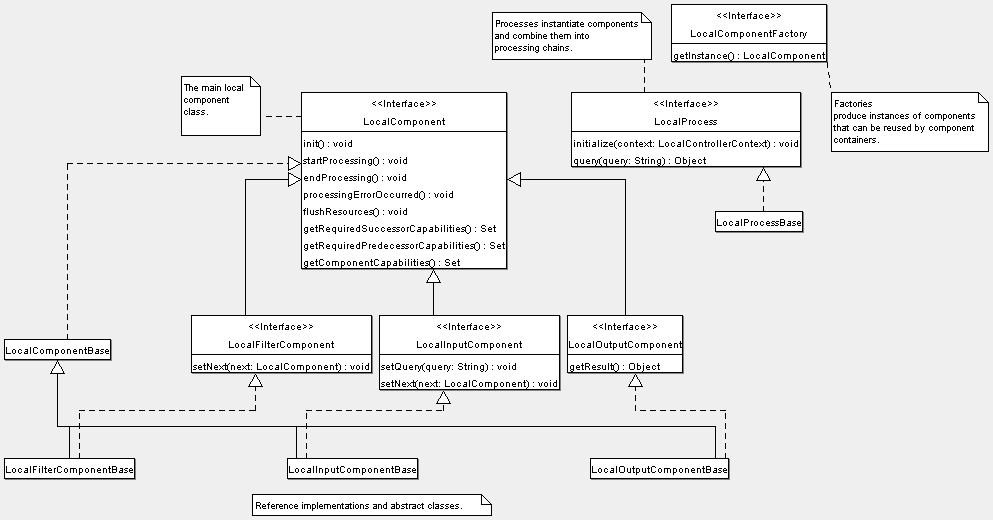 Processes instantiate components
and combine them into
processing chains.
<<Interface>>
LocalComponentFactory
getInstance() : LocalComponent
The main local
component
class.
<<Interface>>
LocalComponent
init() : void
startProcessing() : void
endProcessing() : void
processingErrorOccurred() : void
flushResources() : void
getRequiredSuccessorCapabilities() : Set
getRequiredPredecessorCapabilities() : Set
getComponentCapabilities() : Set
<<Interface>>
LocalProcess
initialize(context: LocalControllerContext) : void
query(query: String) : Object
Factories
produce instances of components
that can be reused by component
containers.
LocalProcessBase
<<Interface>>
LocalFilterComponent
setNext(next: LocalComponent) : void
<<Interface>>
LocalInputComponent
setQuery(query: String) : void
setNext(next: LocalComponent) : void
<<Interface>>
LocalOutputComponent
getResult() : Object
LocalComponentBase
LocalFilterComponentBase
LocalInputComponentBase
LocalOutputComponentBase
Reference implementations and abstract classes.